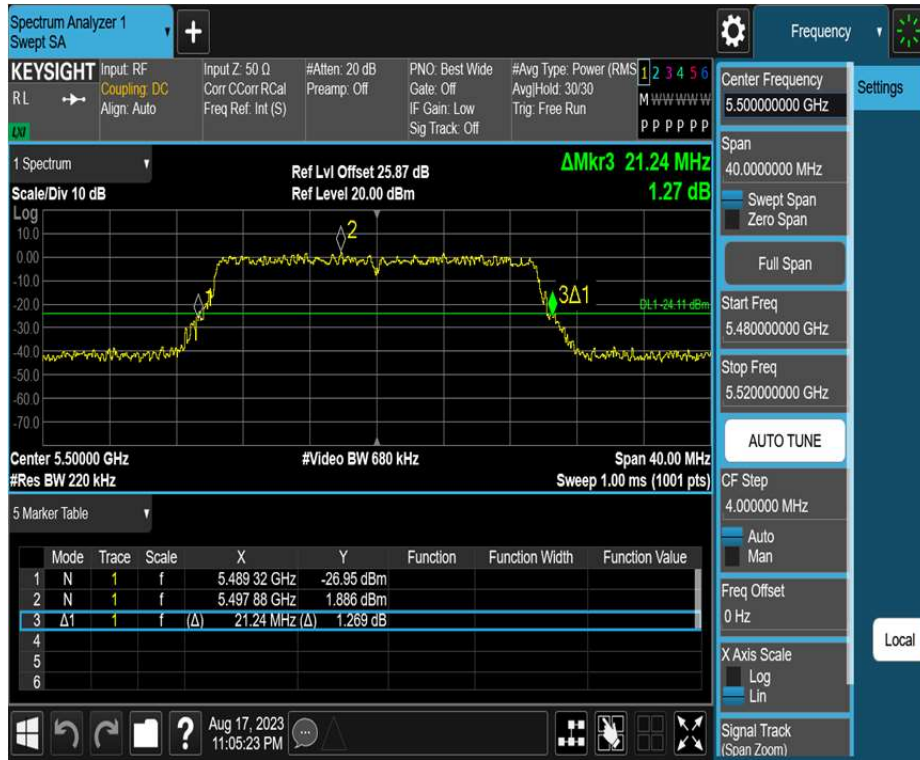 Spectrum Analyzer 1
Swept SA
Frequency
KEYSIGHT
R L
LXI
Input: RF
Coupling: DC
Align: Auto
Input Z: 50 Ω
Corr CCorr RCal
Freq Ref: Int (S)
#Atten: 20 dB
Preamp: Off
PNO: Best Wide
Gate: Off
IF Gain: Low
Sig Track: Off
#Avg Type: Power (RMS
Avg|Hold: 30/30
Trig: Free Run
1 2 3 4 5 6
M W W W W W
P P P P P P
Settings
Center Frequency
5.50000000 GHz
Span
40.0000000 MHz
Swept Span
Zero Span
Full Span
Start Freq
5.480000000 GHz
Stop Freq
5.520000000 GHz
AUTO TUNE
CF Step
4.000000 MHz
Auto
Man
Freq Offset
0 Hz
X Axis Scale
Log
Lin
Signal Track
(Span Zoom)
Local
1 Spectrum
Scale/Div 10 dB
Log
Ref Lvl Offset 25.87 dB
Ref Level 20.00 dBm
ΔMkr3 21.24 MHz
1.27 dB
10.0
0.00
-10.0
-20.0
-30.0
-40.0
-50.0
-60.0
-70.0
2
1
3Δ1
DL1 -24.11 dBm
Center 5.50000 GHz
#Res BW 220 kHz
#Video BW 680 kHz
Span 40.00 MHz
Sweep 1.00 ms (1001 pts)
5 Marker Table
Mode Trace Scale X Y Function Function Width Function Value
1 N 1 f 5.489 32 GHz -26.95 dBm
2 N 1 f 5.497 88 GHz 1.886 dBm
3 Δ1 1 f (Δ) 21.24 MHz (Δ) 1.269 dB
4
5
6
?
Aug 17, 2023
11:05:23 PM